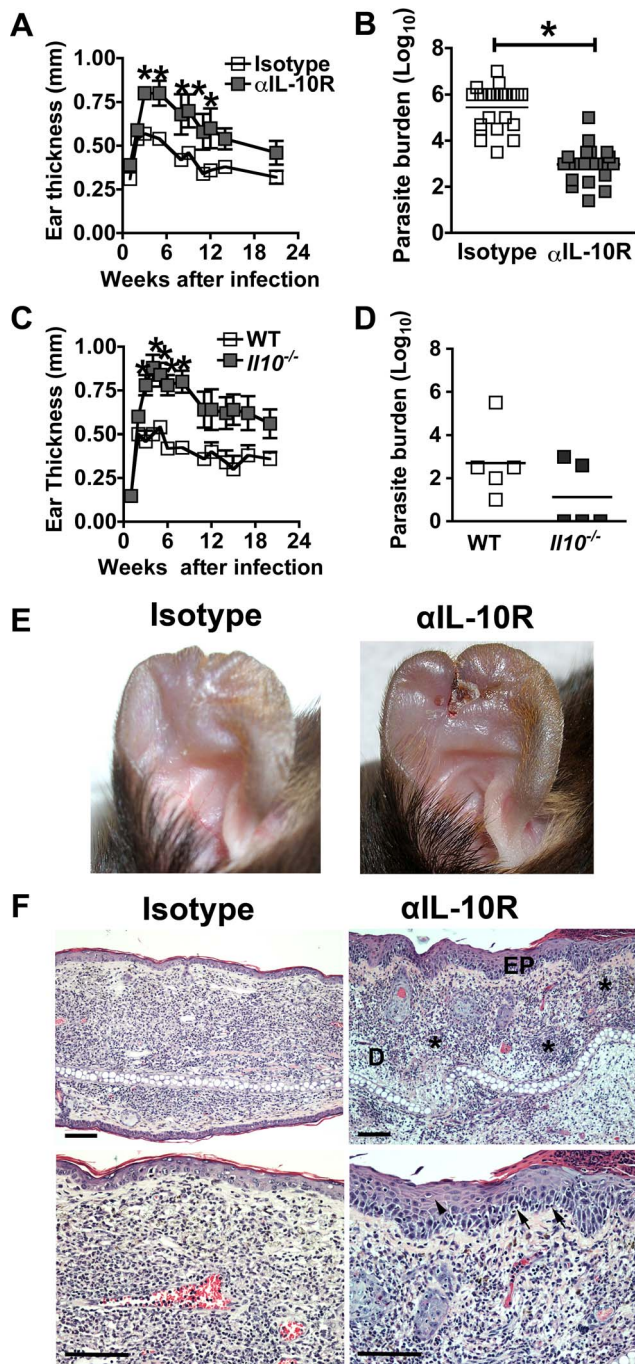 A
Isotype
αIL-10R
Ear thickness (mm)
1.00
0.75
0.50
0.25
0.00
* * * * *
0 6 12 18 24
Weeks after infection
B
*
Parasite burden (Log10)
8
6
4
2
0
Isotype αIL-10R
C
WT
Il10-/-
Ear Thickness (mm)
1.00
0.75
0.50
0.25
0.00
* * * * *
0 6 12 18 24
Weeks after infection
D
Parasite burden (Log10)
8
6
4
2
0
WT Il10-/-
E
Isotype αIL-10R
F
Isotype αIL-10R
EP
*
D * *